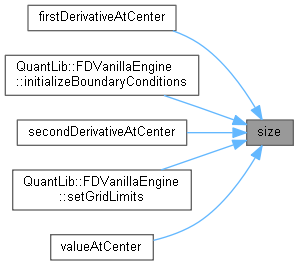 firstDerivativeAtCenter
QuantLib::FDVanillaEngine
::initializeBoundaryConditions
size
secondDerivativeAtCenter
QuantLib::FDVanillaEngine
::setGridLimits
valueAtCenter